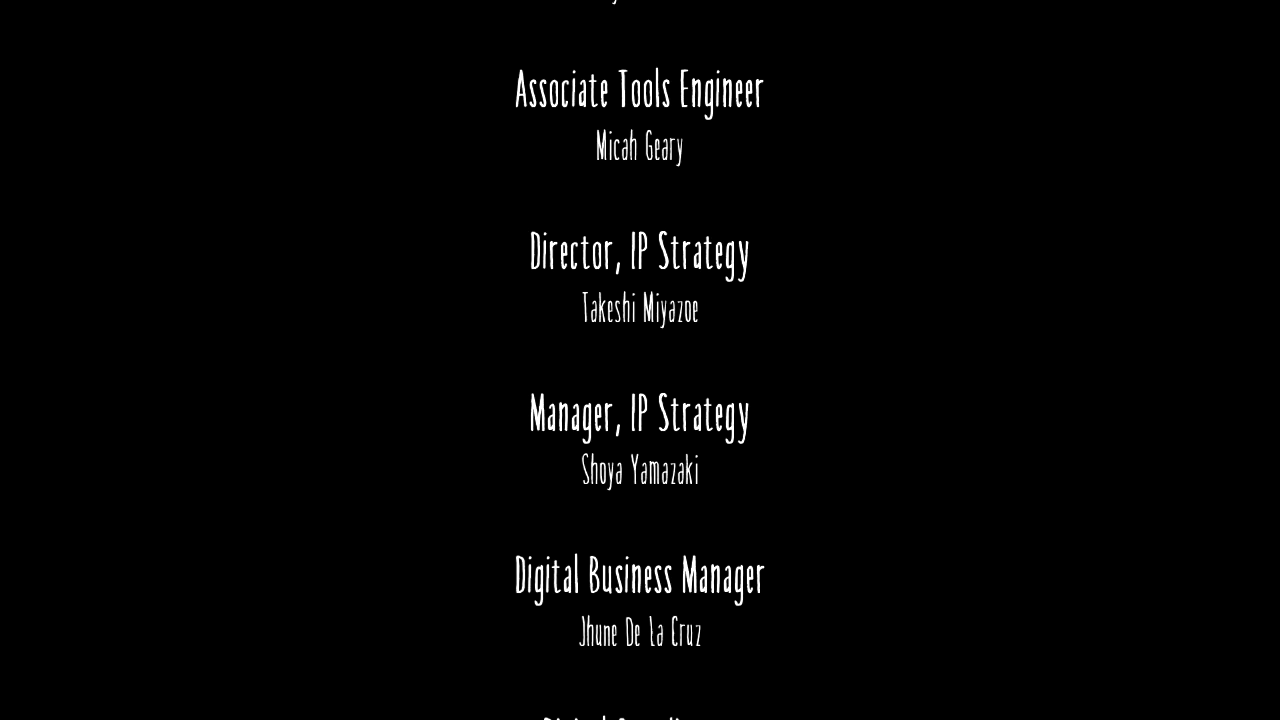 Associate Tools Engineer
Micah Geary
Director, IP Strategy
Takeshi Miyazoe
Manager, IP Strategy
Shoya Yamazaki
Digital Business Manager
Jhune De La Cruz